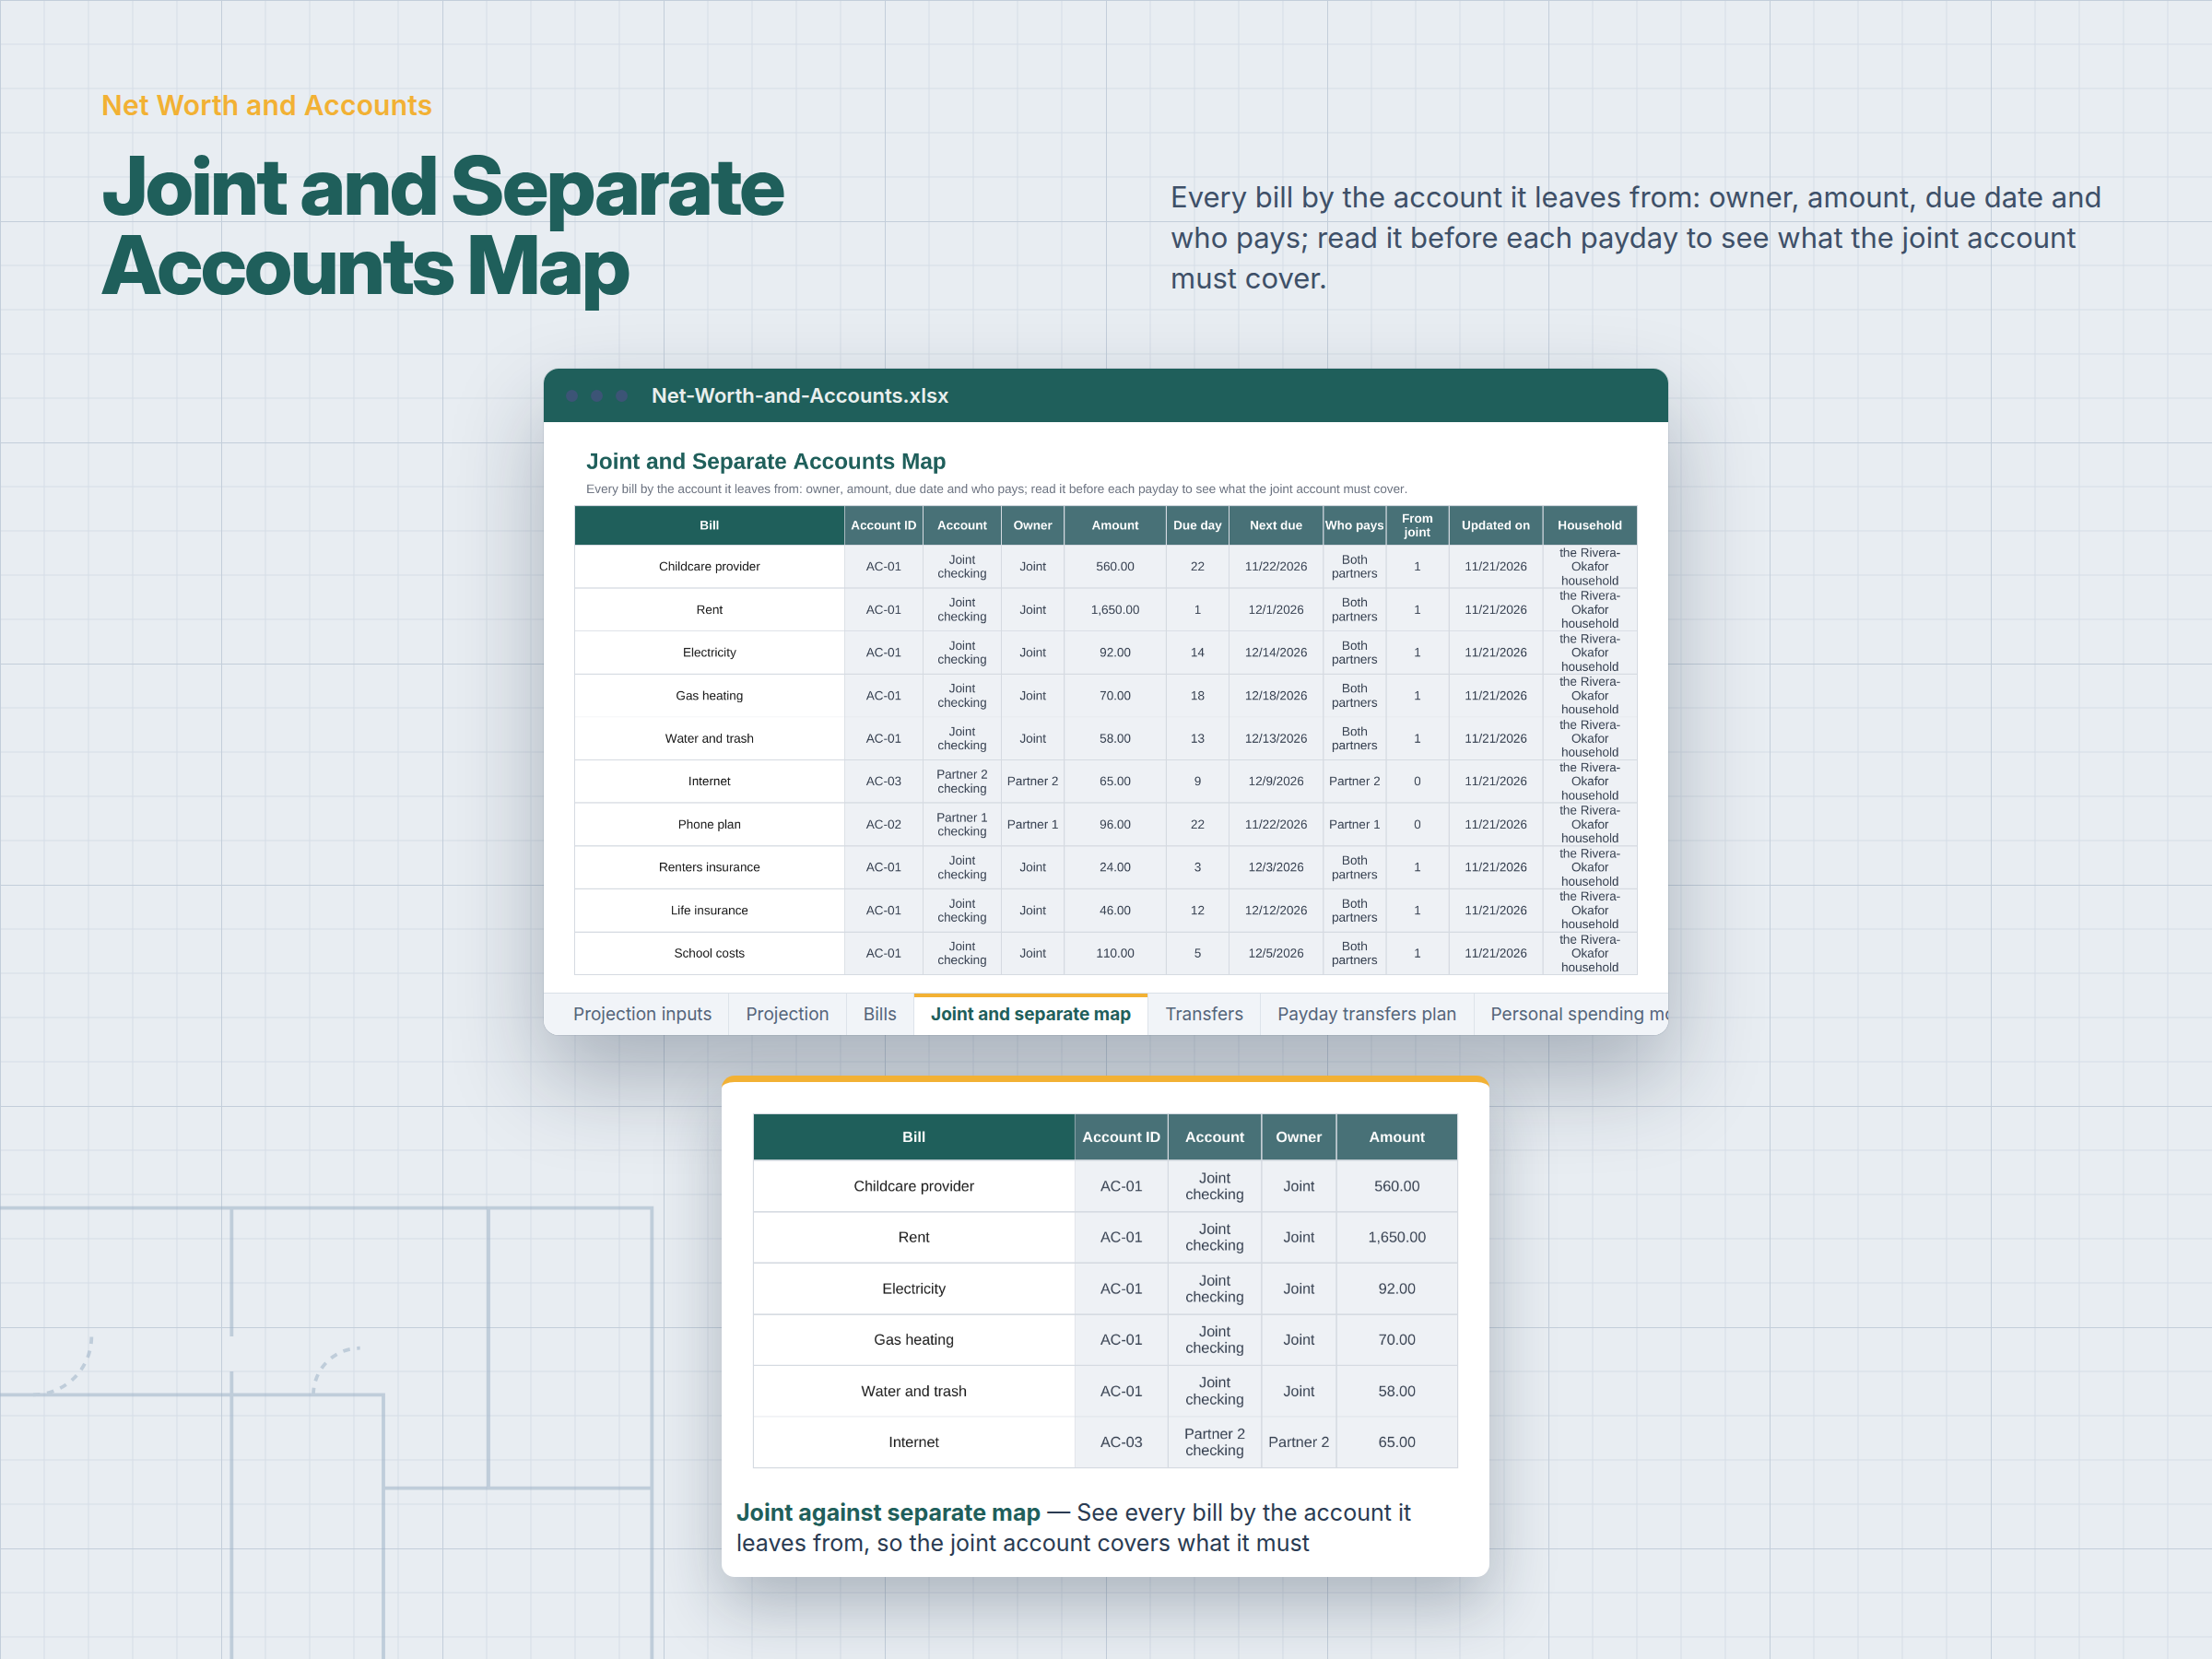 Net Worth and Accounts
Joint and Separate
Accounts Map
Every bill by the account it leaves from: owner, amount, due date and
who pays; read it before each payday to see what the joint account
must cover.
Net-Worth-and-Accounts.xlsx
Joint and Separate Accounts Map
Every bill by the account it leaves from: owner, amount, due date and who pays; read it before each payday to see what the joint account must cover.
Bill Account ID Account Owner Amount Due day Next due Who pays From joint Updated on Household
Childcare provider AC-01 Joint checking Joint 560.00 22 11/22/2026 Both partners 1 11/21/2026 the Rivera-Okafor household
Rent AC-01 Joint checking Joint 1,650.00 1 12/1/2026 Both partners 1 11/21/2026 the Rivera-Okafor household
Electricity AC-01 Joint checking Joint 92.00 14 12/14/2026 Both partners 1 11/21/2026 the Rivera-Okafor household
Gas heating AC-01 Joint checking Joint 70.00 18 12/18/2026 Both partners 1 11/21/2026 the Rivera-Okafor household
Water and trash AC-01 Joint checking Joint 58.00 13 12/13/2026 Both partners 1 11/21/2026 the Rivera-Okafor household
Internet AC-03 Partner 2 checking Partner 2 65.00 9 12/9/2026 Partner 2 0 11/21/2026 the Rivera-Okafor household
Phone plan AC-02 Partner 1 checking Partner 1 96.00 22 11/22/2026 Partner 1 0 11/21/2026 the Rivera-Okafor household
Renters insurance AC-01 Joint checking Joint 24.00 3 12/3/2026 Both partners 1 11/21/2026 the Rivera-Okafor household
Life insurance AC-01 Joint checking Joint 46.00 12 12/12/2026 Both partners 1 11/21/2026 the Rivera-Okafor household
School costs AC-01 Joint checking Joint 110.00 5 12/5/2026 Both partners 1 11/21/2026 the Rivera-Okafor household
Projection inputs Projection Bills Joint and separate map Transfers Payday transfers plan Personal spending
Bill Account ID Account Owner Amount
Childcare provider AC-01 Joint checking Joint 560.00
Rent AC-01 Joint checking Joint 1,650.00
Electricity AC-01 Joint checking Joint 92.00
Gas heating AC-01 Joint checking Joint 70.00
Water and trash AC-01 Joint checking Joint 58.00
Internet AC-03 Partner 2 checking Partner 2 65.00
Joint against separate map — See every bill by the account it
leaves from, so the joint account covers what it must